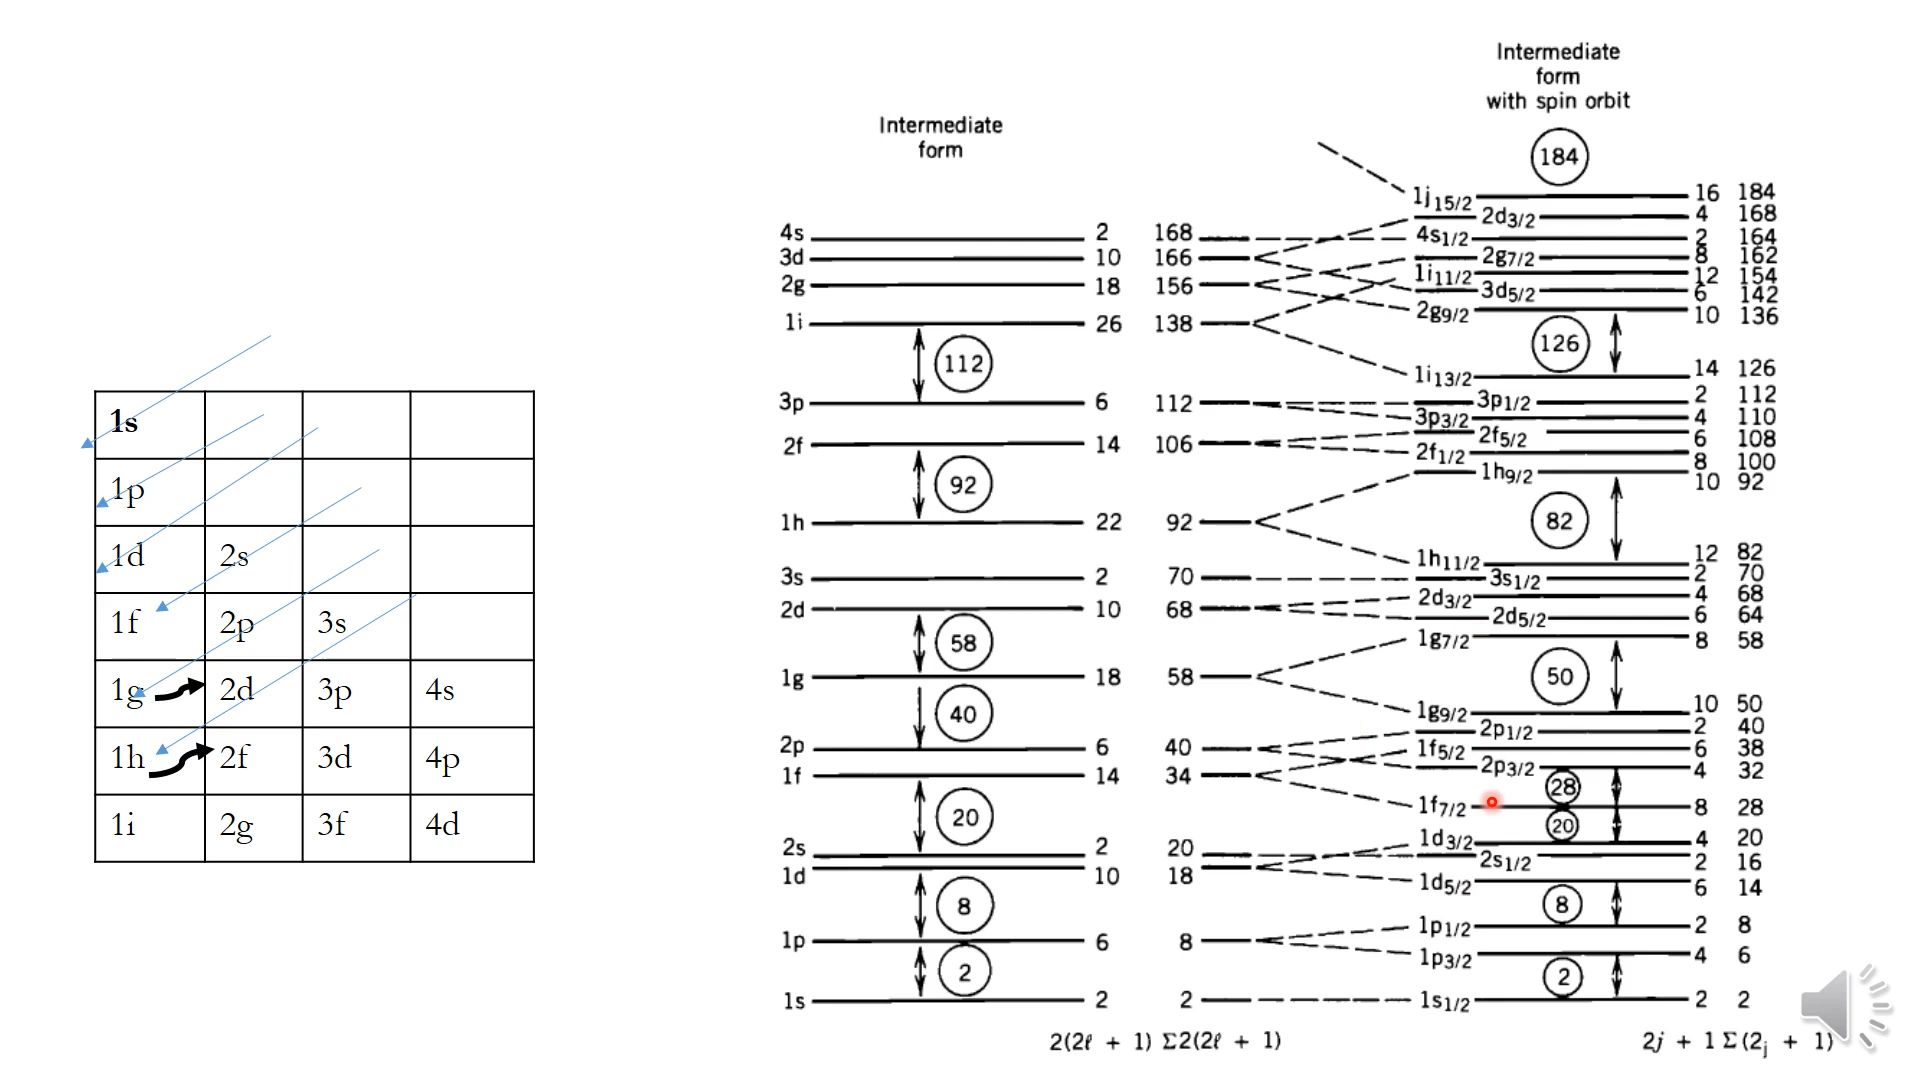 1s
1p
1d 2s
1f 2p 3s
1g 2d 3p 4s
1h 2f 3d 4p
1i 2g 3f 4d
Intermediate
form
4s 2 168
3d 10 166
2g 18 156
1i 26 138
112
3p 6 112
2f 14 106
92
1h 22 92
3s 2 70
2d 10 68
58
1g 18 58
40
2p 6 40
1f 14 34
20
2s 2 20
1d 10 18
8
1p 6 8
2
1s 2 2
2(2ℓ + 1) Σ2(2ℓ + 1)
Intermediate
form
with spin orbit
184
1j15/2 16 184
2d3/2 4 168
4s1/2 2 164
2g7/2 8 162
1i11/2 12 154
3d5/2 6 142
2g9/2 10 136
126
1i13/2 14 126
3p1/2 2 112
3p3/2 4 110
2f5/2 6 108
2f1/2 8 100
1h9/2 10 92
82
1h11/2 12 82
3s1/2 2 70
2d3/2 4 68
2d5/2 6 64
1g7/2 8 58
50
1g9/2 10 50
2p1/2 2 40
1f5/2 6 38
2p3/2 4 32
28
1f7/2 8 28
20
1d3/2 4 20
2s1/2 2 16
1d5/2 6 14
8
1p1/2 2 8
1p3/2 4 6
2
1s1/2 2 2
2j + 1 Σ(2j + 1)